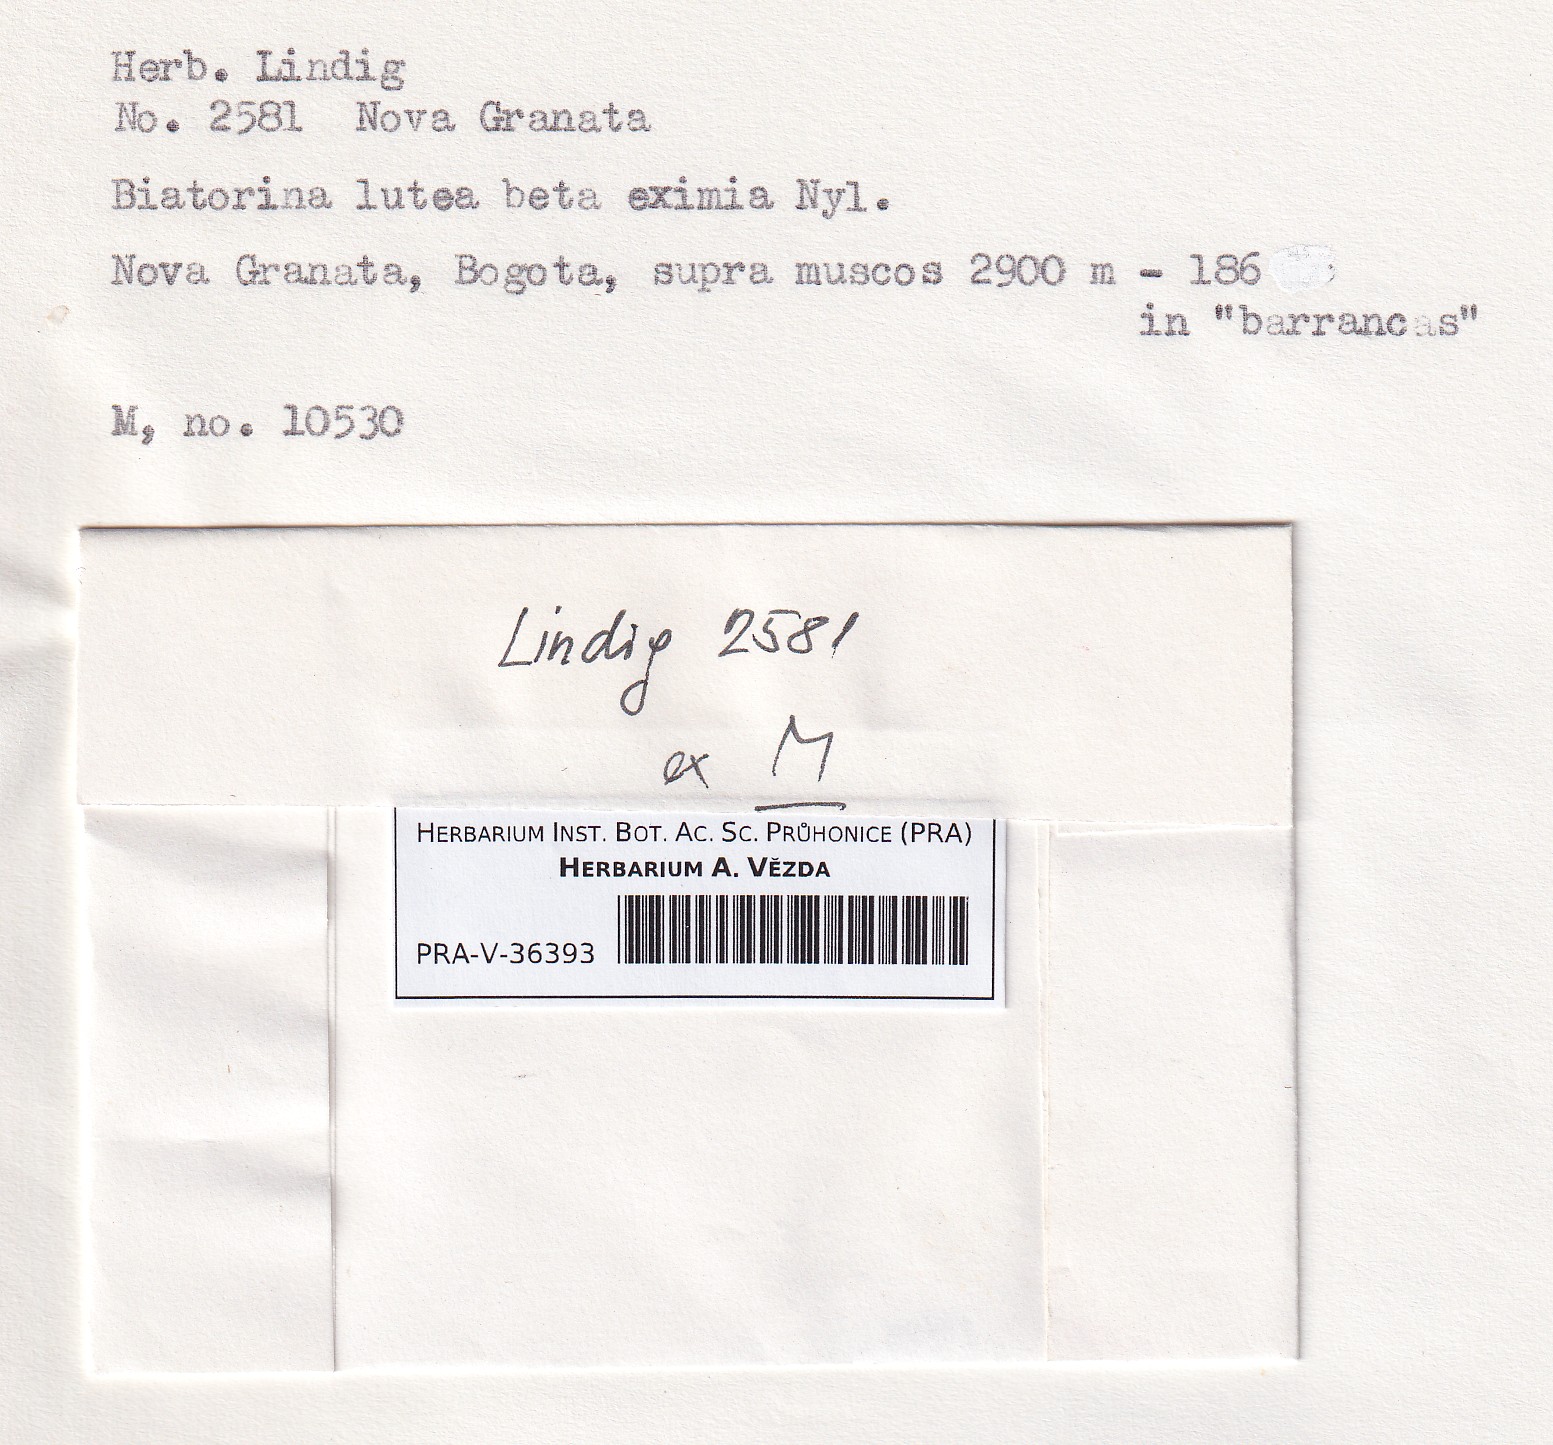 Herb. Lindig
No. 2581 Nova Granata
Biatorina lutea beta eximia Nyl.
Nova Granata, Bogota, supra muscos 2900 m - 186
in "barrancas"
M, no. 10530
Lindig 2581
ex M
HERBARIUM INST. BOT. AC. SC. PRŮHONICE (PRA)
HERBARIUM A. VĚZDA
PRA-V-36393